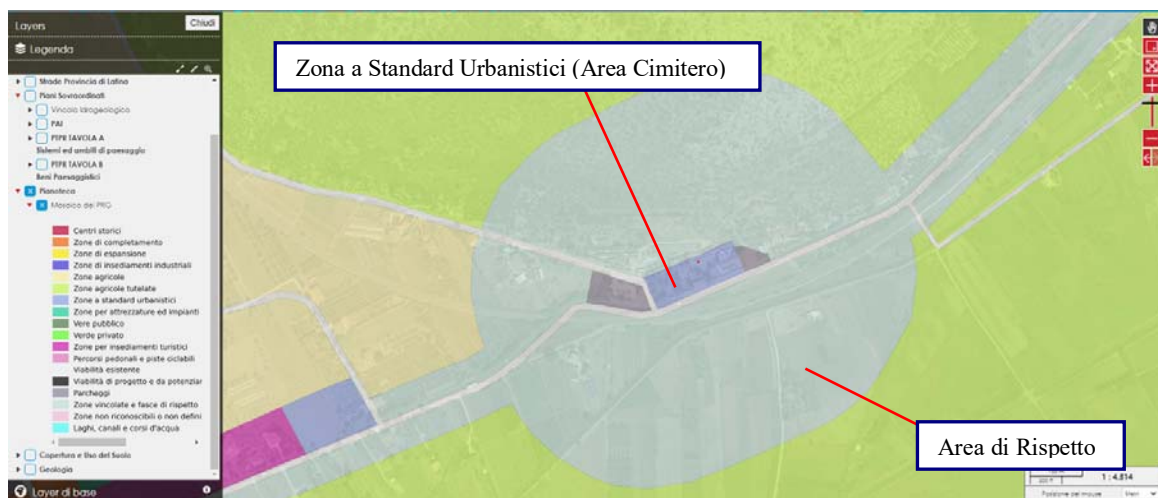 Layers
Chiudi
Legenda
Strade Provincia di Latina
Piani Sovraordinati
Vincolo Idrogeologico
PAI
PTPR TAVOLA A
Sistemi ed ambiti di paesaggio
PTPR TAVOLA B
Beni Paesaggistici
Pianoteca
Mosaico dei PRG
Centri storici
Zone di completamento
Zone di espansione
Zone di insediamenti industriali
Zone agricole
Zone agricole tutelate
Zone a standard urbanistici
Zone per attrezzature ed impianti
Vere pubblico
Verde privato
Zone per insediamenti turistici
Percorsi pedonali e piste ciclabili
Viabilità esistente
Viabilità di progetto e da potenziar
Parcheggi
Zone vincolate e fasce di rispetto
Zone non riconoscibili o non defini
Laghi, canali e corsi d'acqua
Copertura e Uso del Suolo
Geologia
Layer di base
Zona a Standard Urbanistici (Area Cimitero)
Area di Rispetto
1 : 4,814
Posizione del mouse